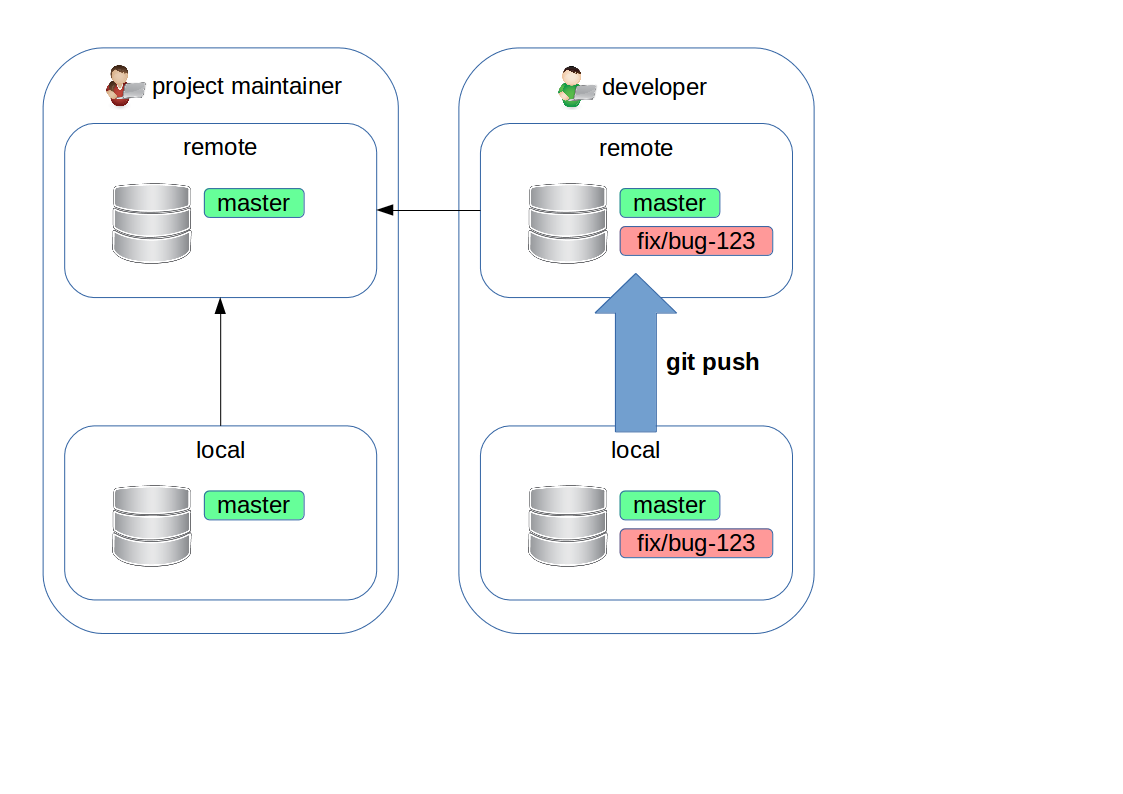 project maintainer
remote
master
local
master
developer
remote
master
fix/bug-123
git push
local
master
fix/bug-123